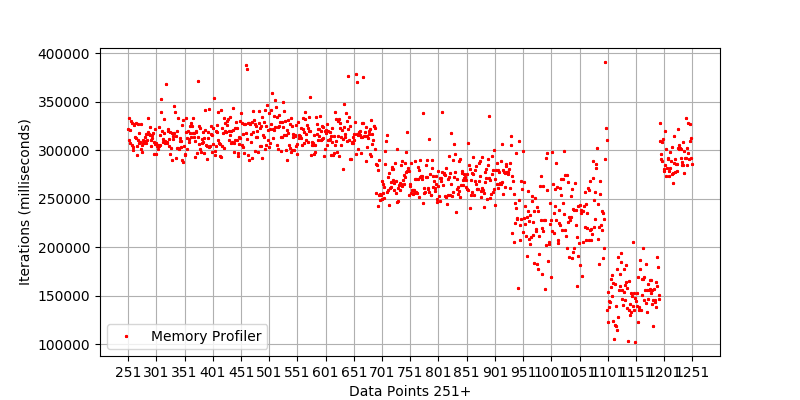 400000
350000
300000
250000
200000
150000
100000
Iterations (milliseconds)
Memory Profiler
251 301 351 401 451 501 551 601 651 701 751 801 851 901 951 1001 1051 1101 1151 1201 1251
Data Points 251+